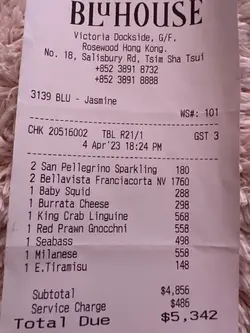 BLUHOUSE
Victoria Dockside, G/F.
Rosewood Hong Kong.
No. 18, Salisbury Rd, Tsim Sha Tsui
+852 3891 8732
+852 3891 8888
3139 BLU - Jasmine
WS#: 101
CHK 20516002 TBL R21/1 GST 3
4 Apr'23 18:24 PM
2 San Pellegrino Sparkling 180
2 Bellavista Franciacorta NV 1760
1 Baby Squid 288
1 Burrata Cheese 298
1 King Crab Linguine 568
1 Red Prawn Gnocchni 558
1 Seabass 498
1 Milanese 558
1 E.Tiramisu 148
Subtotal $4,856
Service Charge $486
Total Due $5,342